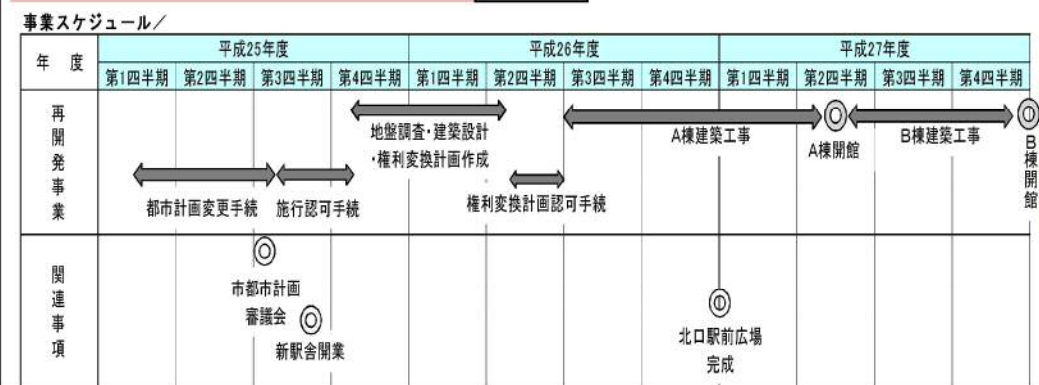 事業スケジュール／
年　度
平成25年度
平成26年度
平成27年度
第1四半期
第2四半期
第3四半期
第4四半期
第1四半期
第2四半期
第3四半期
第4四半期
第1四半期
第2四半期
第3四半期
第4四半期
再開発事業
地盤調査・建築設計
・権利変換計画作成
A棟建築工事
A棟開館
B棟建築工事
B棟開館
都市計画変更手続
施行認可手続
権利変換計画認可手続
関連事項
市都市計画
審議会
新駅舎開業
北口駅前広場
完成